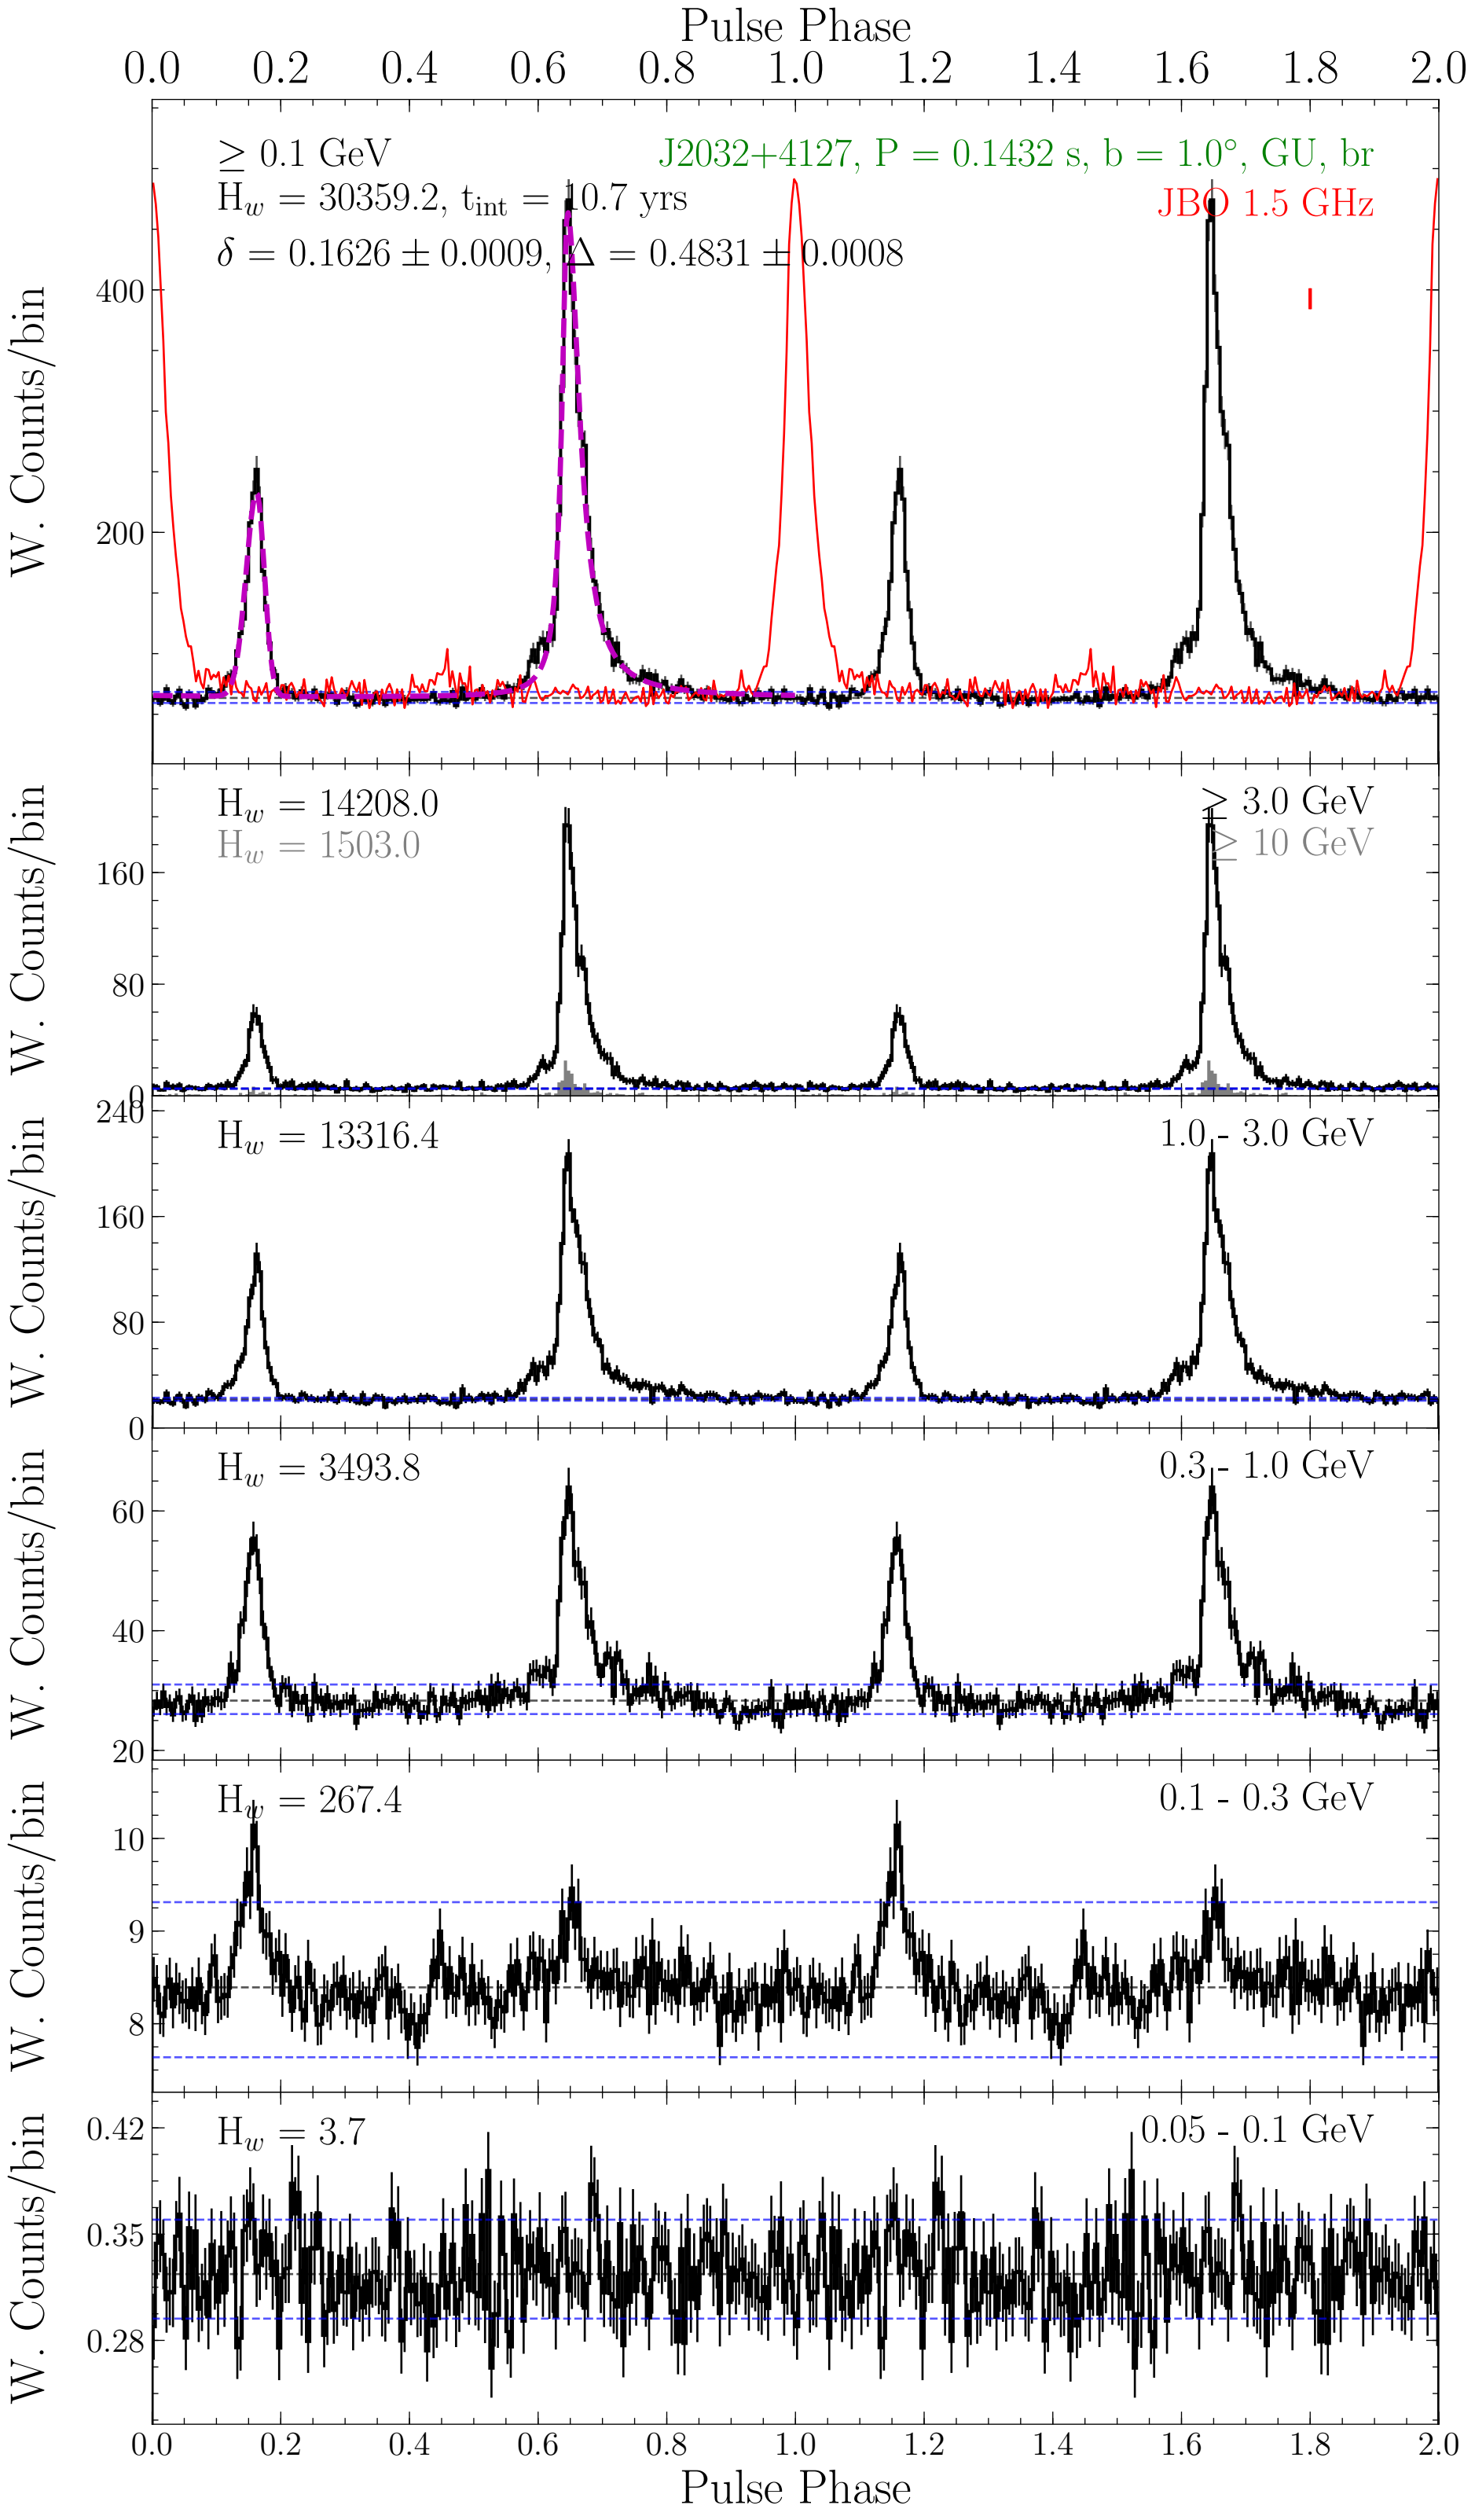 Pulse Phase
0.0 0.2 0.4 0.6 0.8 1.0 1.2 1.4 1.6 1.8 2.0
≥ 0.1 GeV
J2032+4127, P = 0.1432 s, b = 1.0°, GU, br
H_w = 30359.2, t_int = 10.7 yrs
JBO 1.5 GHz
δ = 0.1626 ± 0.0009, Δ = 0.4831 ± 0.0008
400
200
W. Counts/bin
H_w = 14208.0
≥ 3.0 GeV
H_w = 1503.0
≥ 10 GeV
160
80
0
W. Counts/bin
240
H_w = 13316.4
1.0 - 3.0 GeV
160
80
0
W. Counts/bin
H_w = 3493.8
0.3 - 1.0 GeV
60
40
20
W. Counts/bin
H_w = 267.4
0.1 - 0.3 GeV
10
9
8
W. Counts/bin
H_w = 3.7
0.05 - 0.1 GeV
0.42
0.35
0.28
W. Counts/bin
0.0 0.2 0.4 0.6 0.8 1.0 1.2 1.4 1.6 1.8 2.0
Pulse Phase